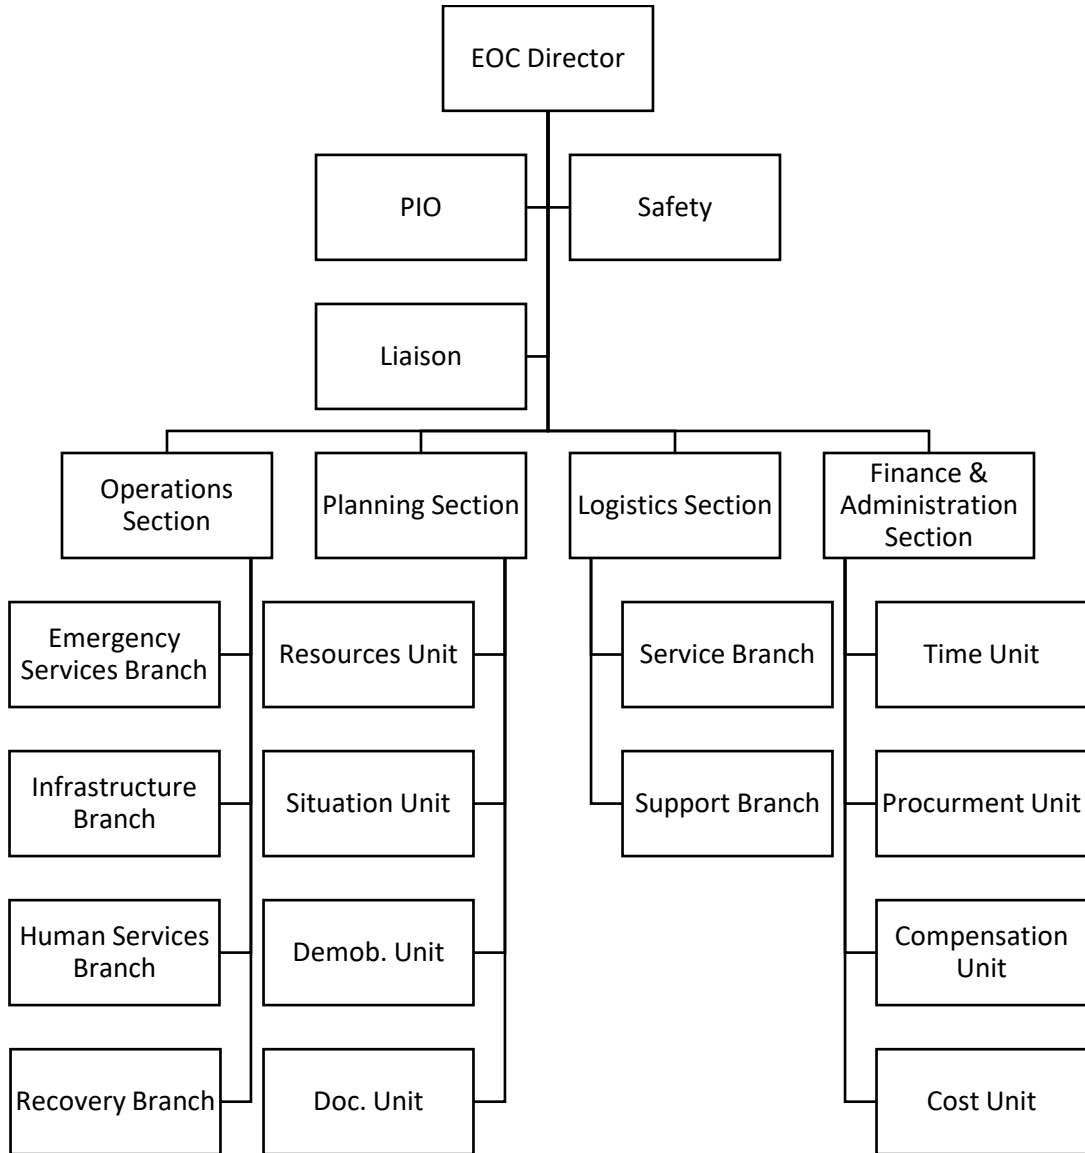 EOC Director
PIO
Safety
Liaison
Operations
Section
Planning Section
Logistics Section
Finance &
Administration
Section
Emergency
Services Branch
Resources Unit
Service Branch
Time Unit
Infrastructure
Branch
Situation Unit
Support Branch
Procurment Unit
Human Services
Branch
Demob. Unit
Compensation
Unit
Recovery Branch
Doc. Unit
Cost Unit